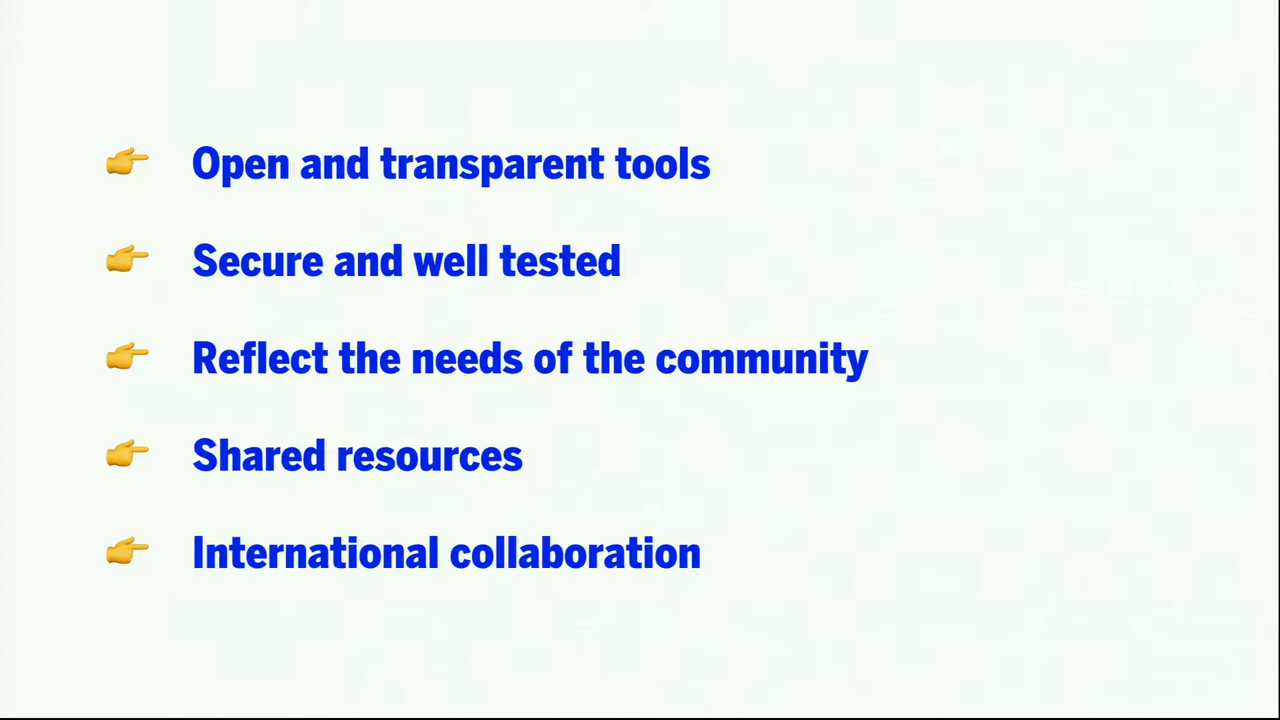 Open and transparent tools
Secure and well tested
Reflect the needs of the community
Shared resources
International collaboration